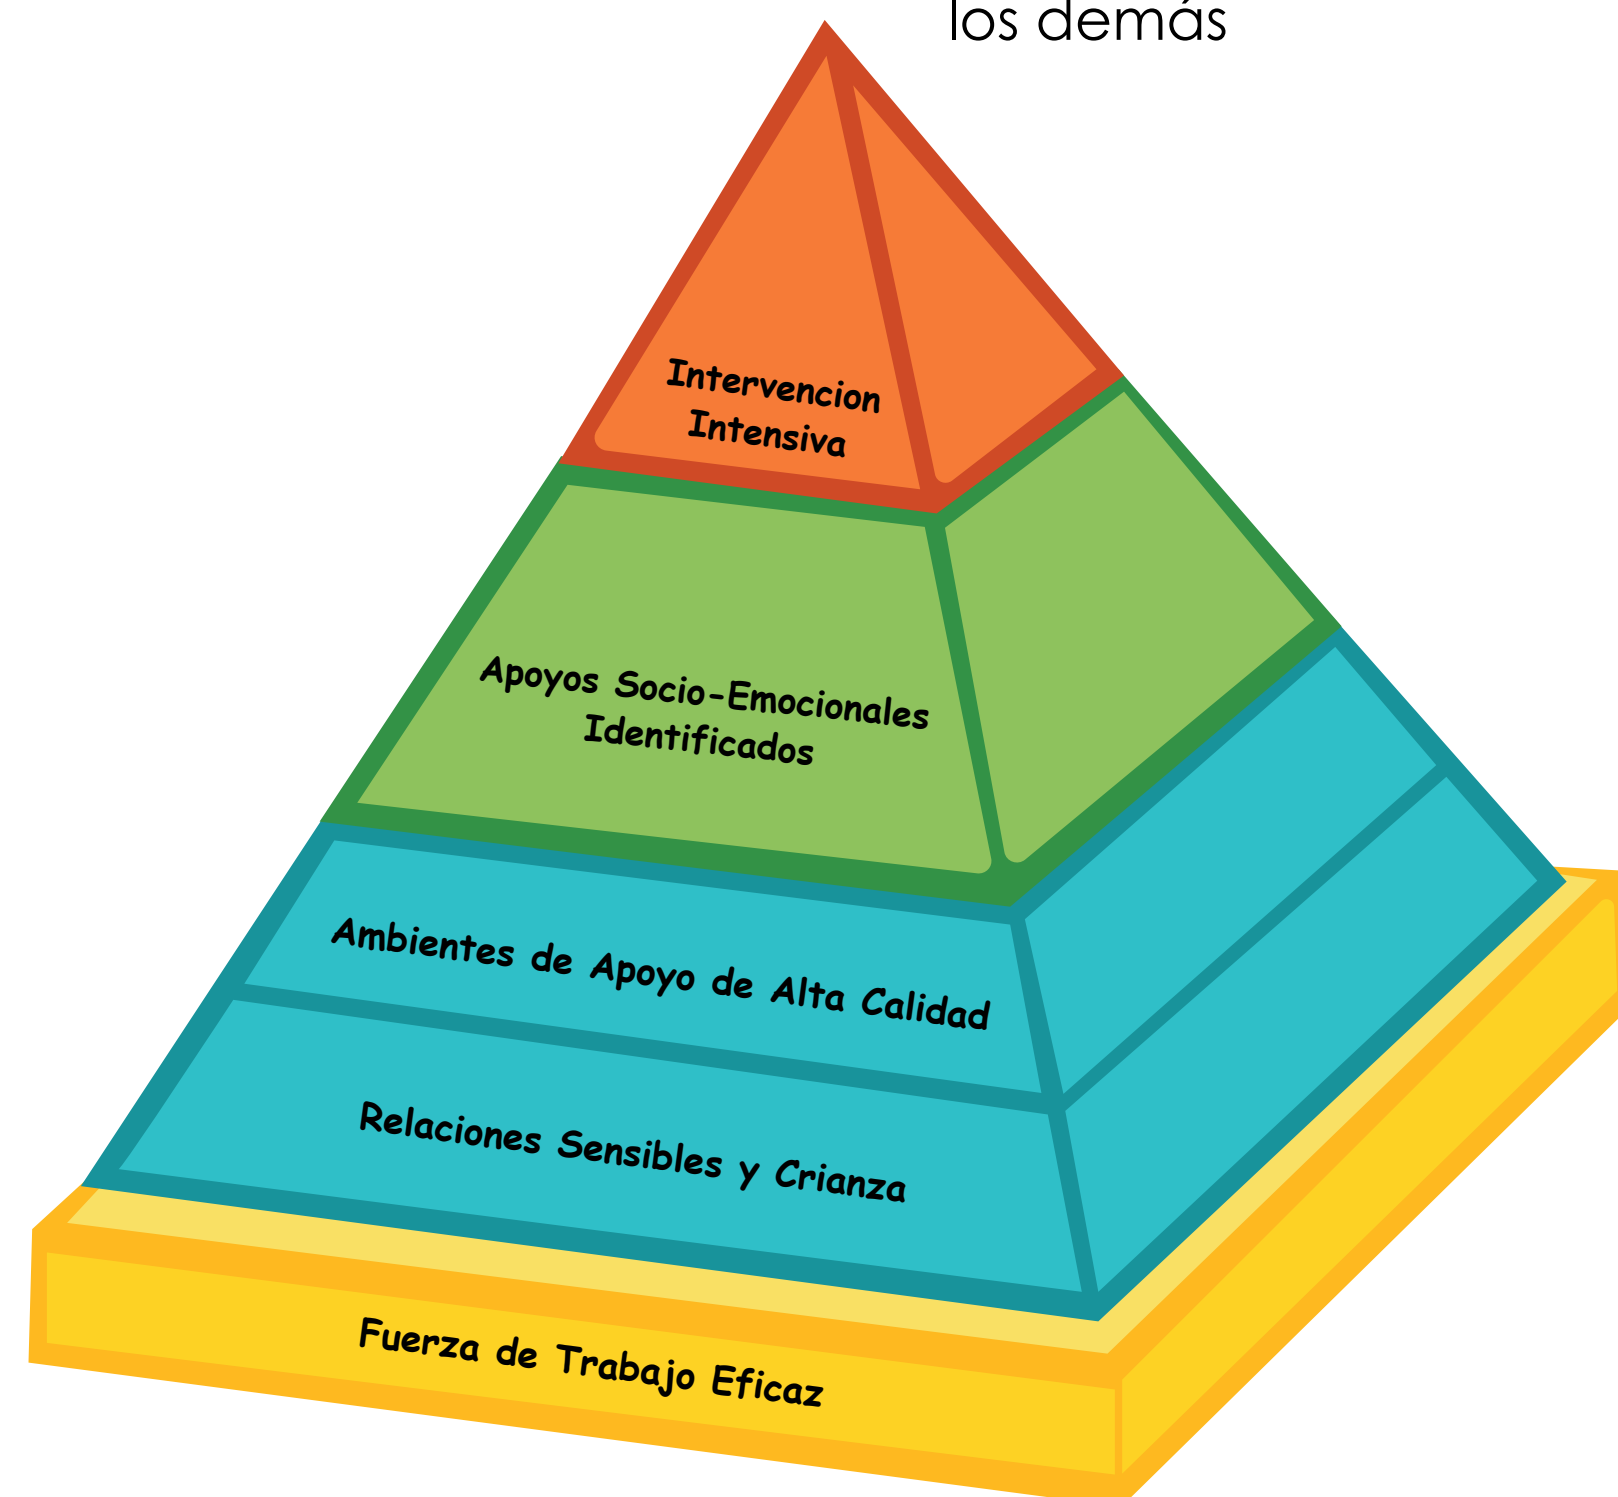 los demás
Intervencion
Intensiva
Apoyos Socio-Emocionales
Identificados
Ambientes de Apoyo de Alta Calidad
Relaciones Sensibles y Crianza
Fuerza de Trabajo Eficaz